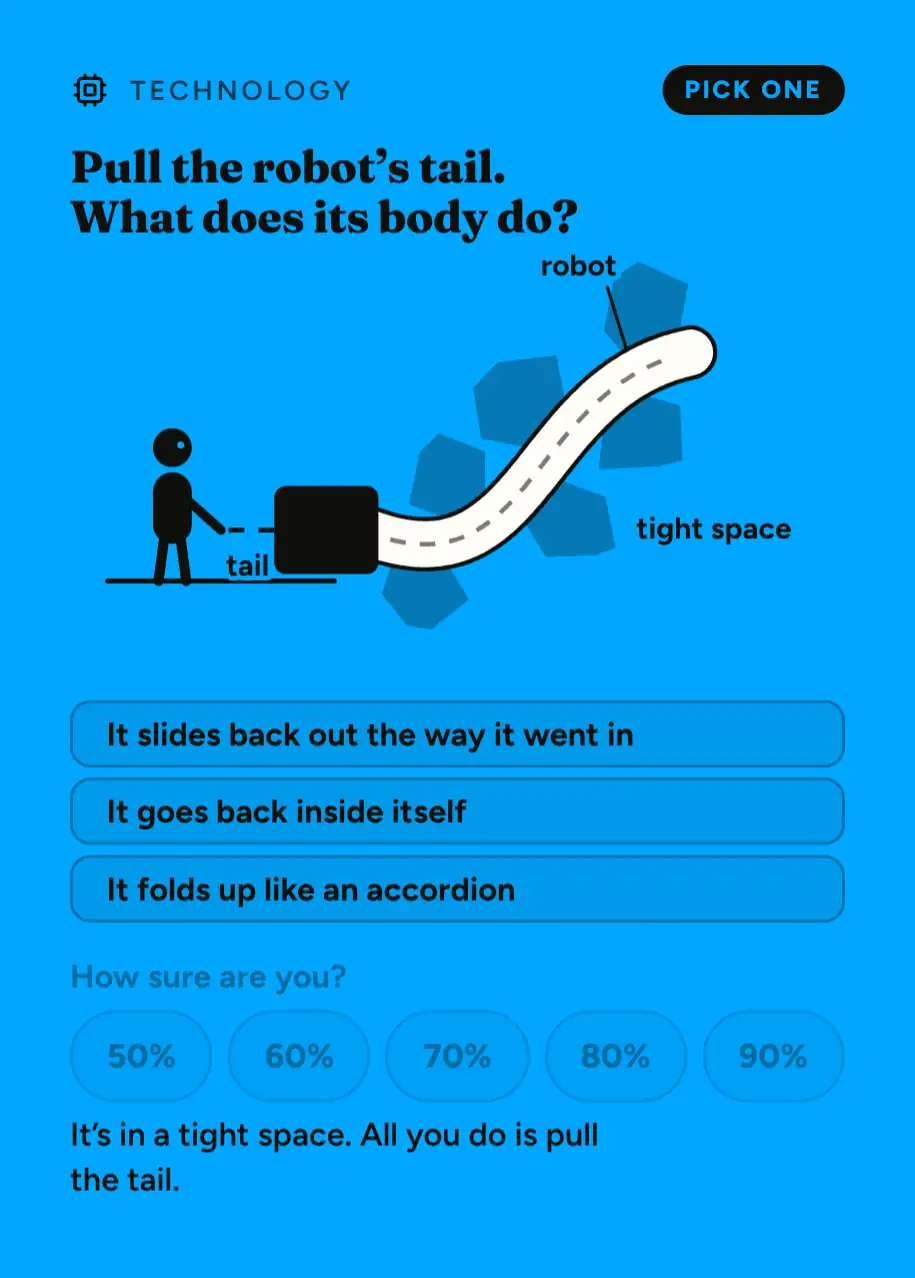 TECHNOLOGY
PICK ONE
Pull the robot’s tail.
What does its body do?
robot
tight space
tail
It slides back out the way it went in
It goes back inside itself
It folds up like an accordion
How sure are you?
50%
60%
70%
80%
90%
It’s in a tight space. All you do is pull
the tail.